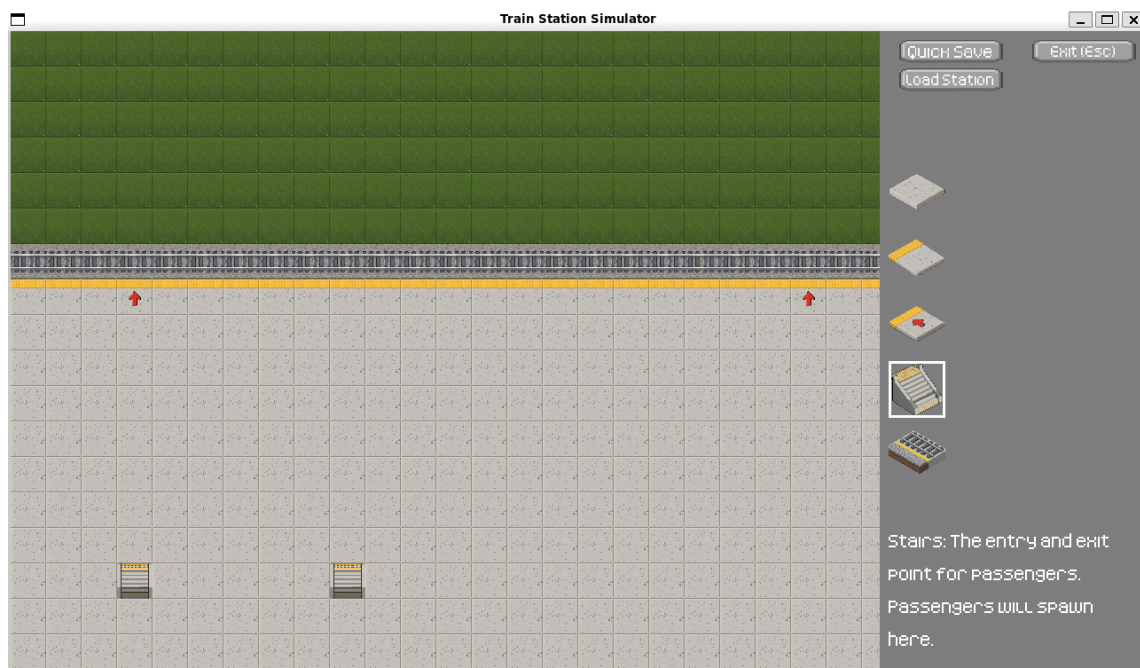 Train Station Simulator
Quick Save
Exit (Esc)
Load Station
Stairs: The entry and exit
point for passengers.
Passengers will spawn
here.